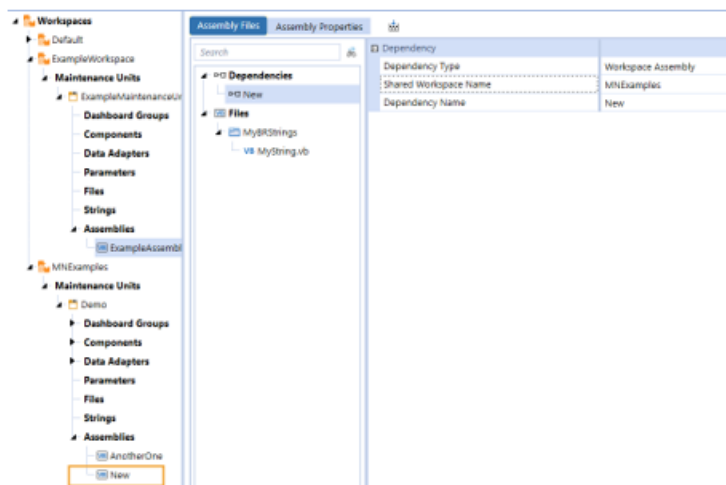 Workspaces
Default
ExampleWorkspace
Maintenance Units
ExampleMaintenanceUr
Dashboard Groups
Components
Data Adapters
Parameters
Files
Strings
Assemblies
ExampleAssembl
MNExamples
Maintenance Units
Demo
Dashboard Groups
Components
Data Adapters
Parameters
Files
Strings
Assemblies
AnotherOne
New
Assembly Files Assembly Properties
Search
Dependencies
New
Files
MyBRStrings
VB MyString.vb
Dependency
Dependency Type Workspace Assembly
Shared Workspace Name MNExamples
Dependency Name New